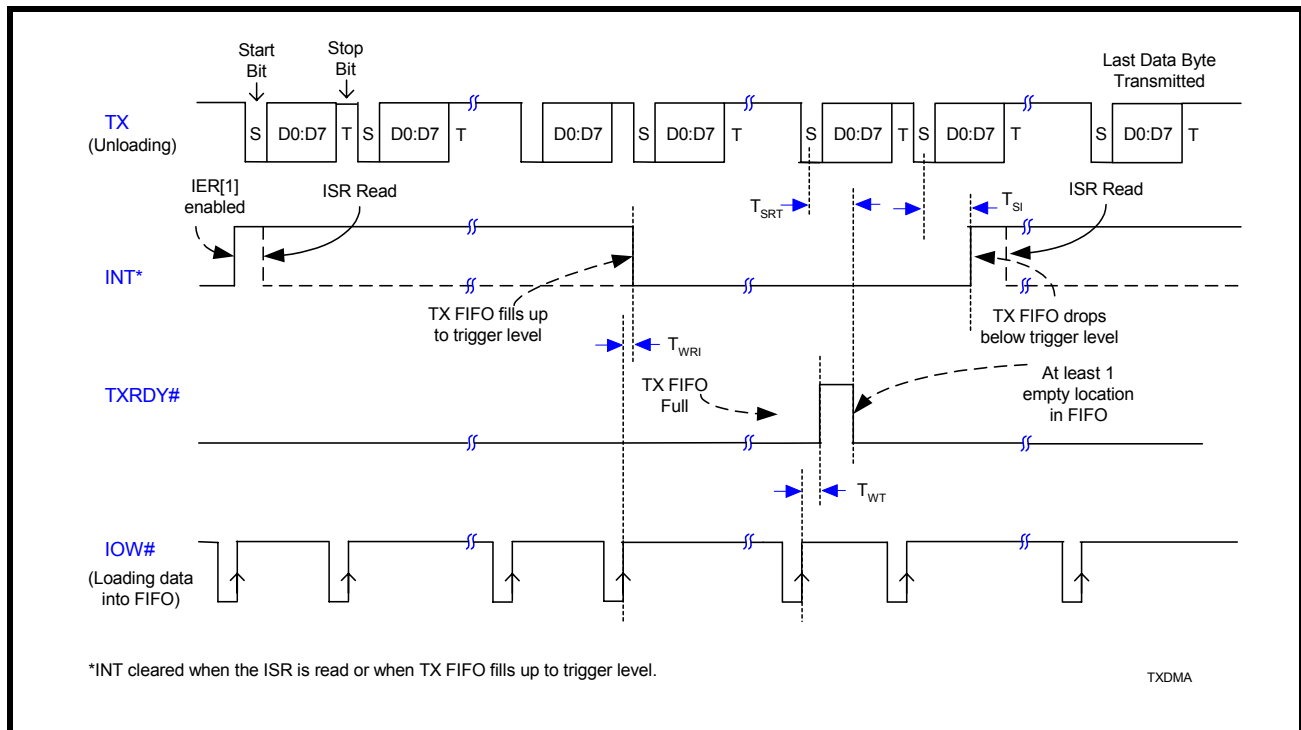 Start
Bit
Stop
Bit
Last Data Byte
Transmitted
TX
(Unloading)
S D0:D7 T S D0:D7 T D0:D7 S D0:D7 T S D0:D7 T S D0:D7 T S D0:D7 T
IER[1]
enabled
ISR Read
TSRT
TSI
ISR Read
INT*
TX FIFO fills up
to trigger level
TX FIFO drops
below trigger level
TWRI
TXRDY#
TX FIFO
Full
At least 1
empty location
in FIFO
TWT
IOW#
(Loading data
into FIFO)
*INT cleared when the ISR is read or when TX FIFO fills up to trigger level.
TXDMA